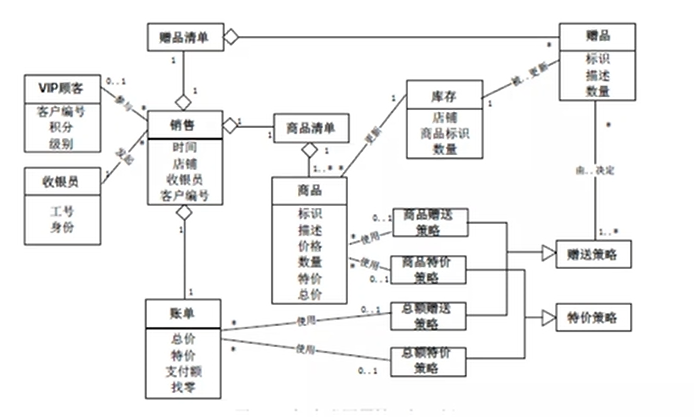 赠品清单
赠品
标识
描述
数量
VIP顾客
客户编号
积分
级别
0..1
参与
*
销售
时间
店铺
收银员
客户编号
1
1
1
1
商品清单
1
1..*
*
更新
1
库存
店铺
商品标识
数量
1
被..更新
*
*
*
由..决定
1..*
收银员
工号
身份
1
发起
*
商品
标识
描述
价格
数量
特价
总价
*
使用
0..1
商品赠送
策略
*
使用
0..1
商品特价
策略
赠送策略
特价策略
1
1
账单
总价
特价
支付额
找零
*
使用
0..1
总额赠送
策略
*
使用
0..1
总额特价
策略